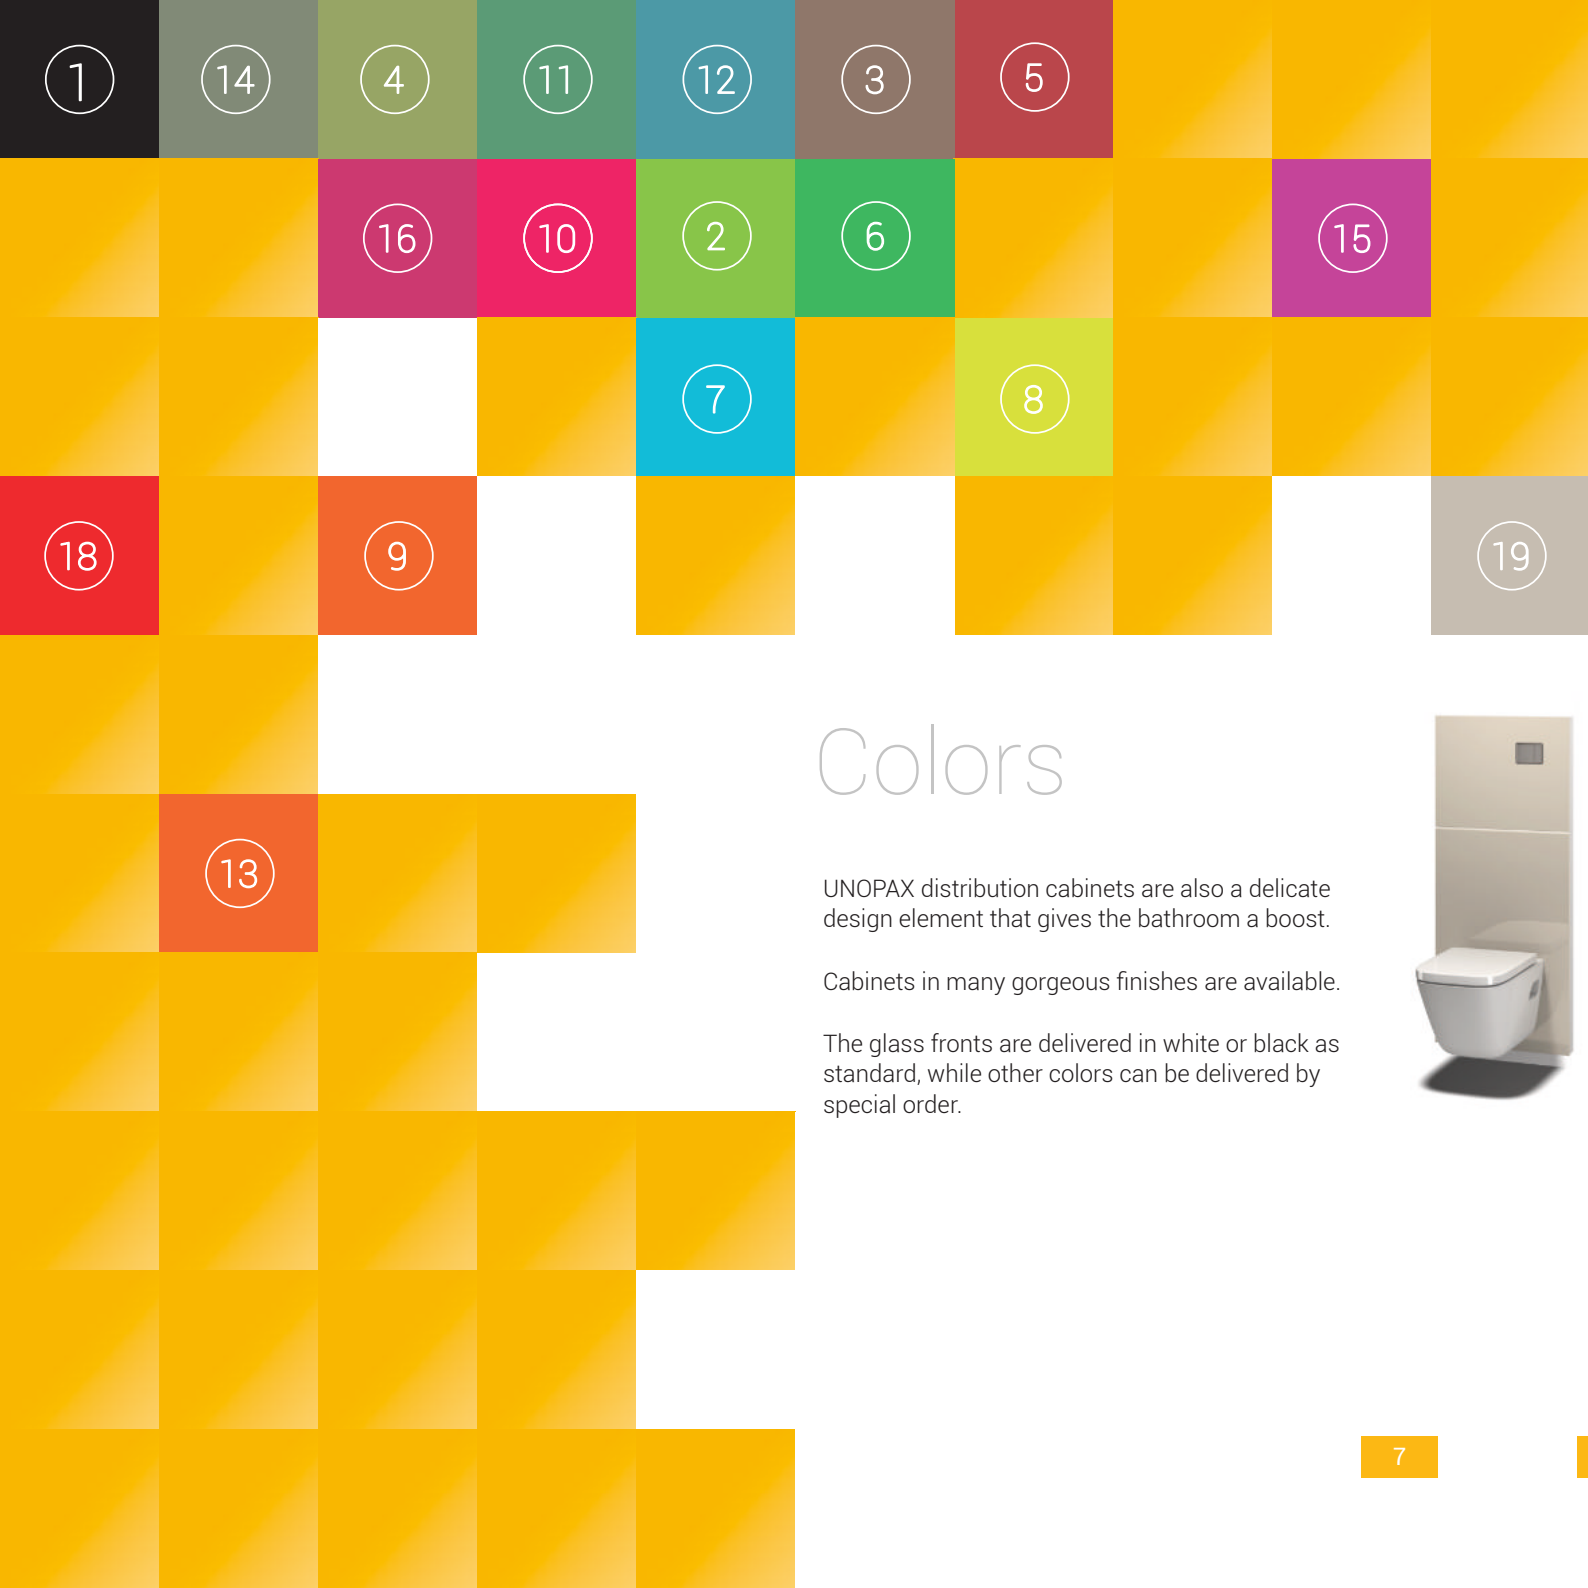 1
14
4
11
12
3
5
16
10
2
6
15
7
8
18
9
19
Colors
13
UNOPAX distribution cabinets are also a delicate
design element that gives the bathroom a boost.
Cabinets in many gorgeous finishes are available.
The glass fronts are delivered in white or black as
standard, while other colors can be delivered by
special order.
7